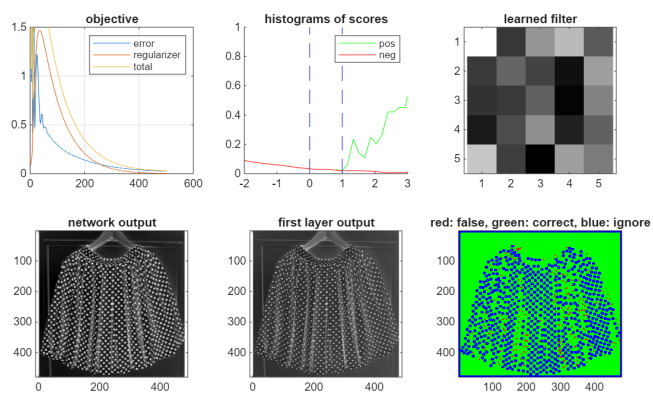 objective
1.5
1
0.5
0
0 200 400 600
error
regularizer
total
histograms of scores
1
0.8
0.6
0.4
0.2
0
-2 -1 0 1 2 3
pos
neg
learned filter
1
2
3
4
5
1 2 3 4 5
network output
100
200
300
400
0 200 400
first layer output
100
200
300
400
0 200 400
red: false, green: correct, blue: ignore
100
200
300
400
100 200 300 400